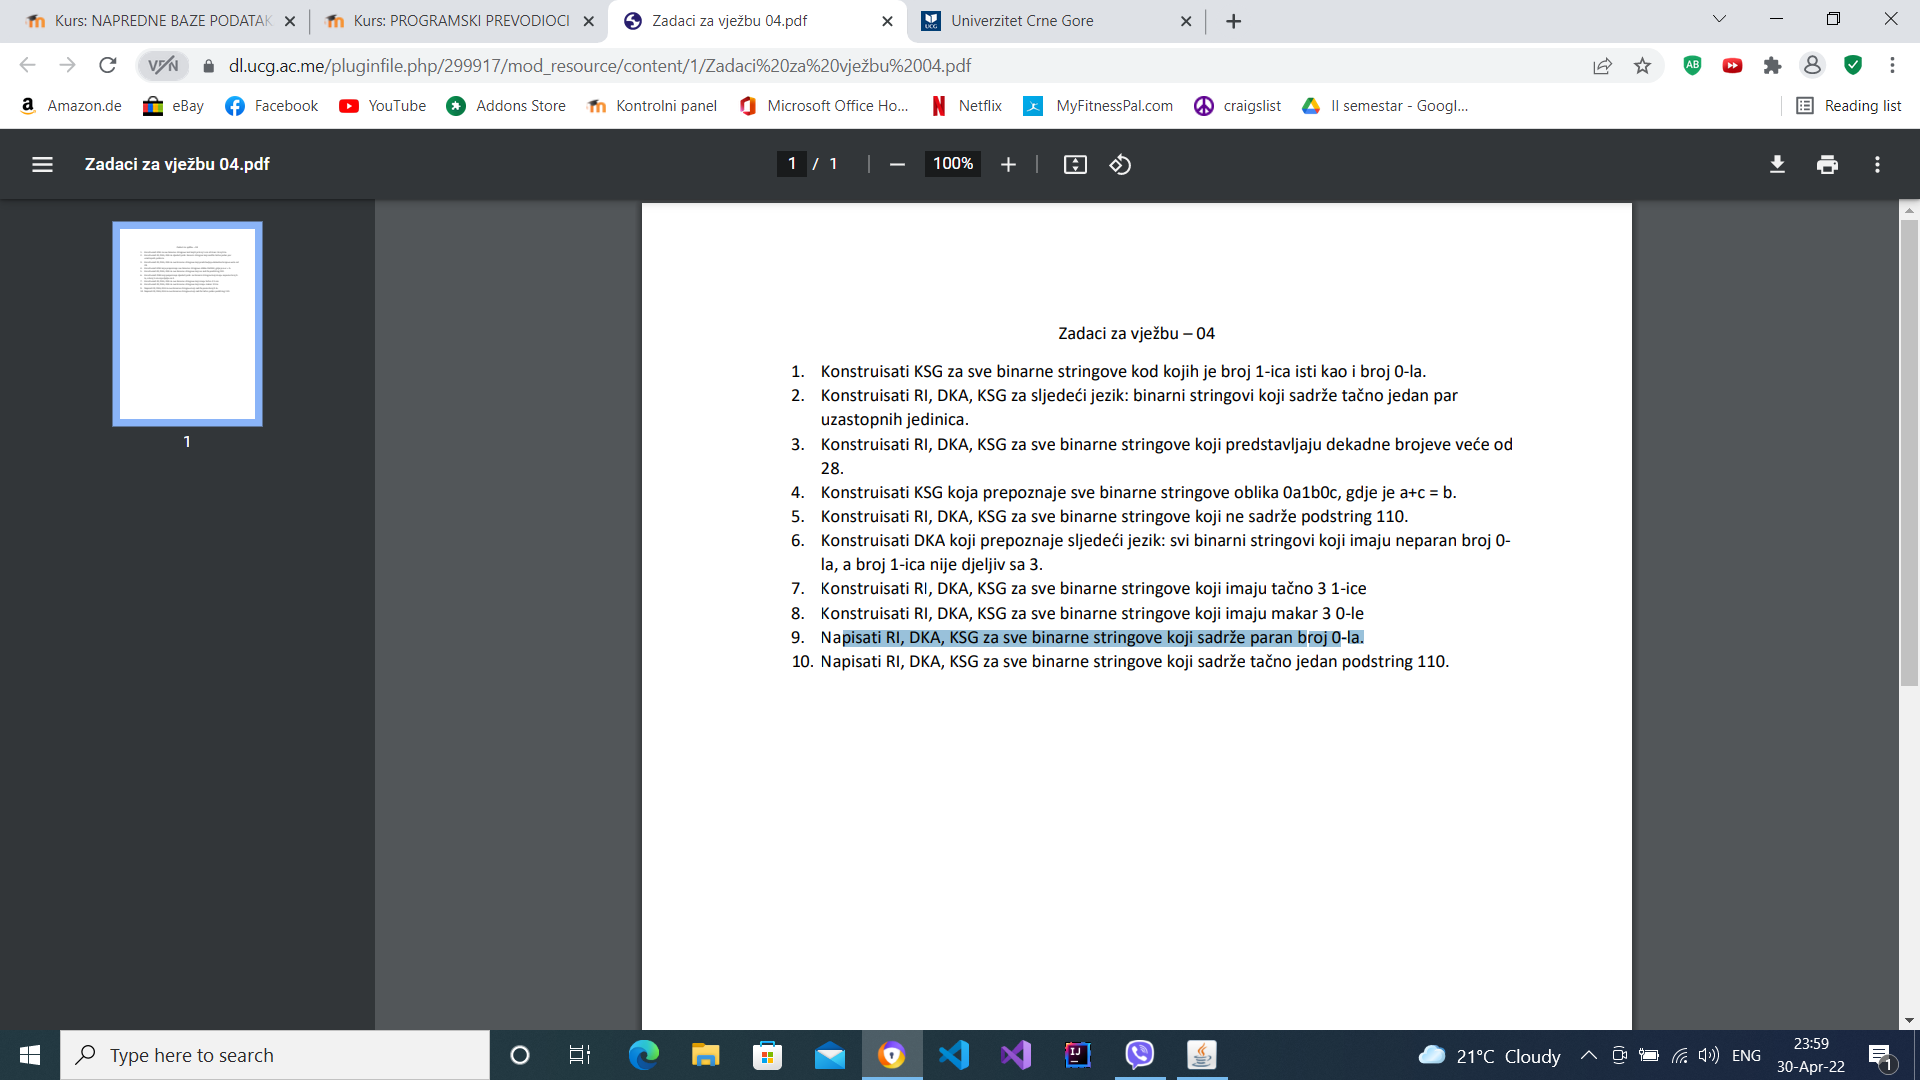 Kurs: NAPREDNE BAZE PODATAK
Kurs: PROGRAMSKI PREVODIOCI
Zadaci za vježbu 04.pdf
Univerzitet Crne Gore
VPN
dl.ucg.ac.me/pluginfile.php/299917/mod_resource/content/1/Zadaci%20za%20vježbu%2004.pdf
Amazon.de
eBay
Facebook
YouTube
Addons Store
Kontrolni panel
Microsoft Office Ho...
Netflix
MyFitnessPal.com
craigslist
II semestar - Googl...
Reading list
Zadaci za vježbu 04.pdf
1 / 1
100%
1
Zadaci za vježbu – 04
1. Konstruisati KSG za sve binarne stringove kod kojih je broj 1-ica isti kao i broj 0-la.
2. Konstruisati RI, DKA, KSG za sljedeći jezik: binarni stringovi koji sadrže tačno jedan par
uzastopnih jedinica.
3. Konstruisati RI, DKA, KSG za sve binarne stringove koji predstavljaju dekadne brojeve veće od
28.
4. Konstruisati KSG koja prepoznaje sve binarne stringove oblika 0a1b0c, gdje je a+c = b.
5. Konstruisati RI, DKA, KSG za sve binarne stringove koji ne sadrže podstring 110.
6. Konstruisati DKA koji prepoznaje sljedeći jezik: svi binarni stringovi koji imaju neparan broj 0-
la, a broj 1-ica nije djeljiv sa 3.
7. Konstruisati RI, DKA, KSG za sve binarne stringove koji imaju tačno 3 1-ice
8. Konstruisati RI, DKA, KSG za sve binarne stringove koji imaju makar 3 0-le
9. Napisati RI, DKA, KSG za sve binarne stringove koji sadrže paran broj 0-la.
10. Napisati RI, DKA, KSG za sve binarne stringove koji sadrže tačno jedan podstring 110.
Type here to search
21°C Cloudy
ENG
23:59
30-Apr-22
1